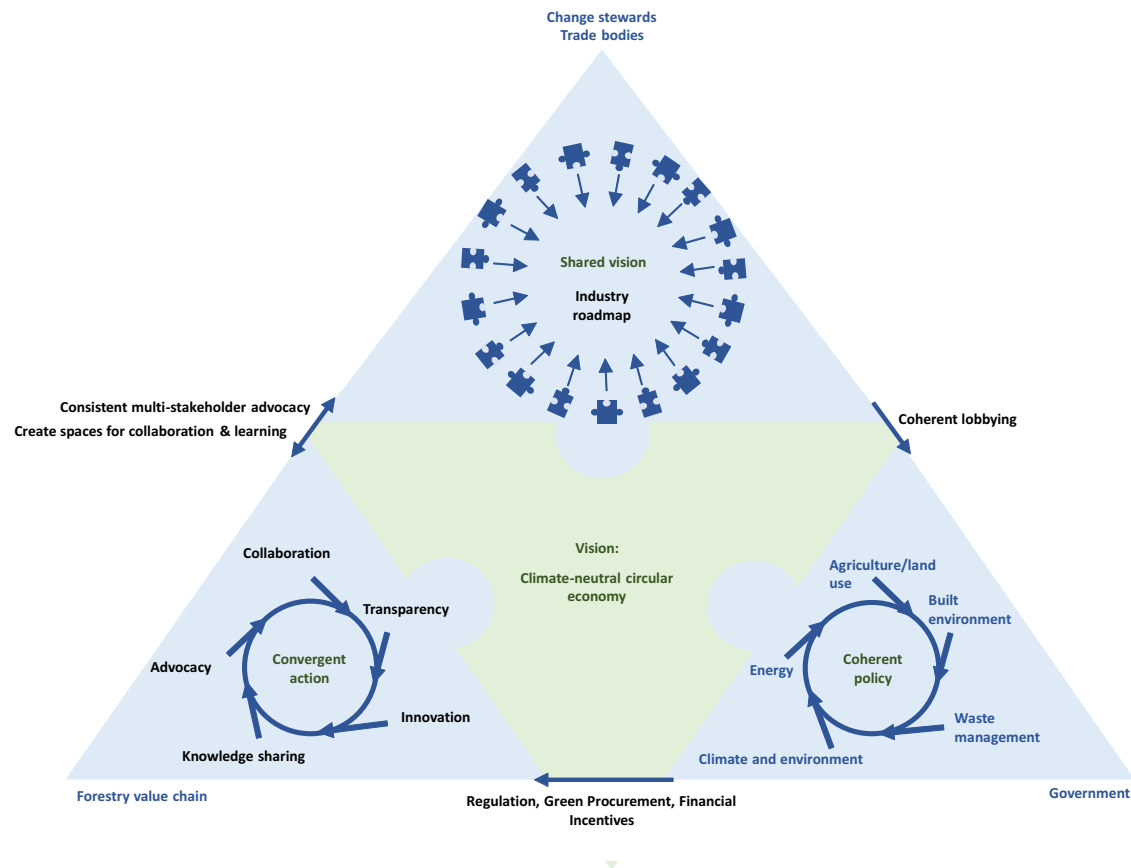 Change stewards
Trade bodies
Shared vision
Industry
roadmap
Consistent multi-stakeholder advocacy
Create spaces for collaboration & learning
Coherent lobbying
Vision:
Climate-neutral circular
economy
Collaboration
Transparency
Advocacy
Convergent
action
Innovation
Knowledge sharing
Agriculture/land
use
Built
environment
Energy
Coherent
policy
Waste
management
Climate and environment
Forestry value chain
Regulation, Green Procurement, Financial
Incentives
Government